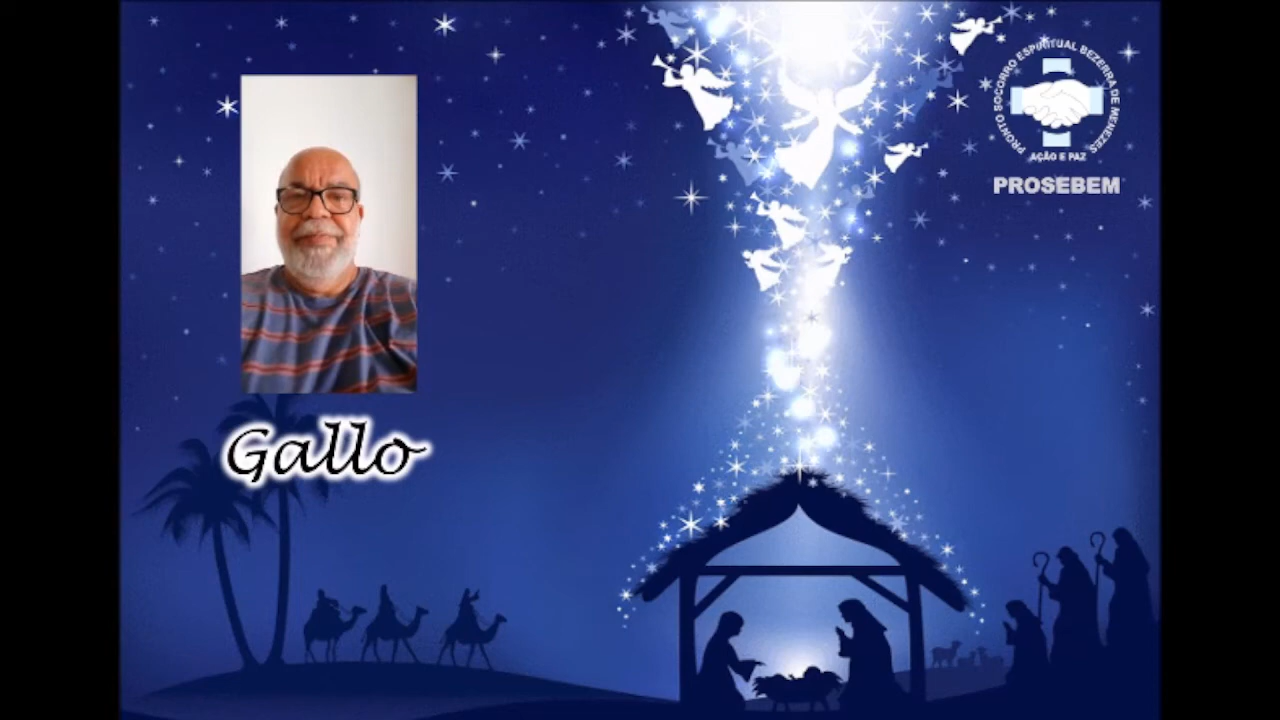 PRONTO SOCORRO ESPIRITUAL BEZERRA DE MENEZES
AÇÃO E PAZ
PROSEBEM
Gallo